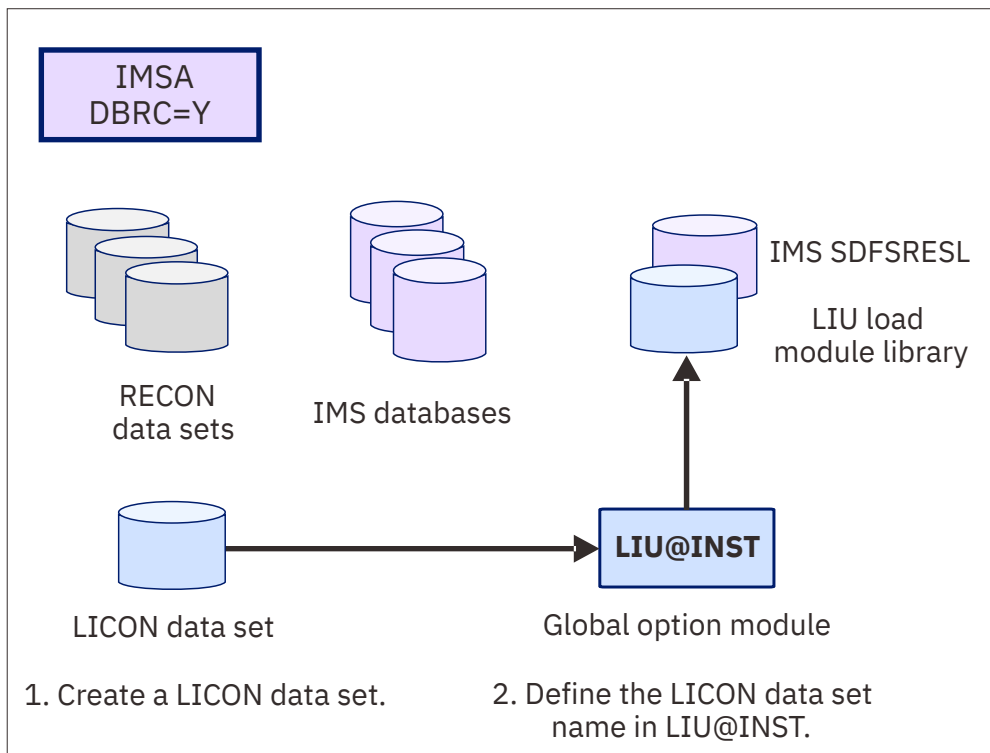 IMSA
DBRC=Y
IMS SDFSRESL
LIU load
module library
RECON
data sets
IMS databases
LIU@INST
LICON data set
Global option module
1. Create a LICON data set.
2. Define the LICON data set
name in LIU@INST.